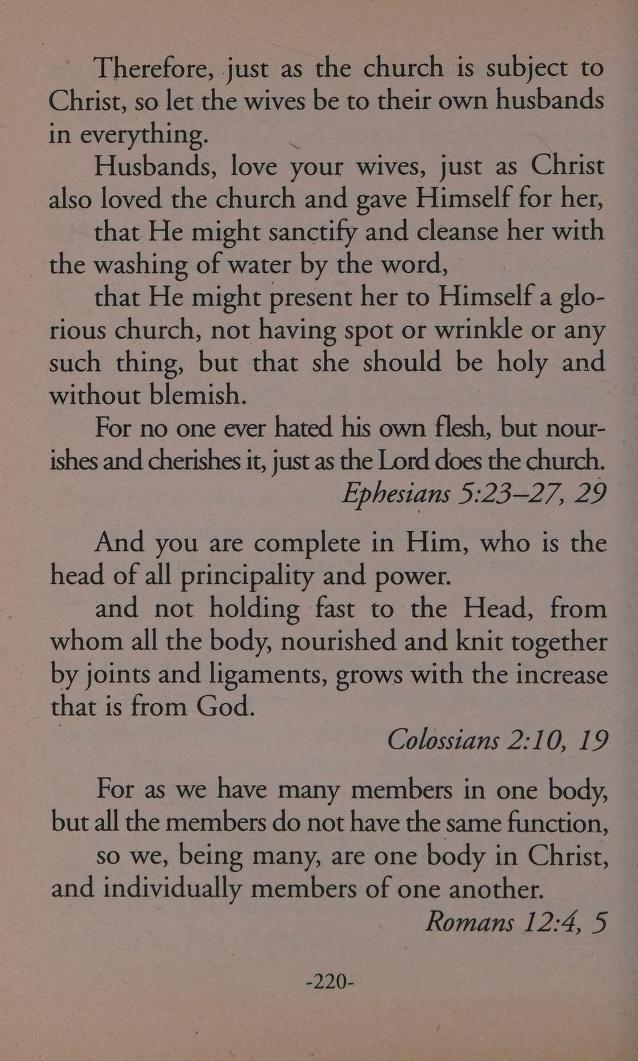 Therefore, just as the church is subject to
Christ, so let the wives be to their own husbands
in everything.
Husbands, love your wives, just as Christ
also loved the church and gave Himself for her,
that He might sanctify and cleanse her with
the washing of water by the word,
that He might present her to Himself a glo-
rious church, not having spot or wrinkle or any
such thing, but that she should be holy and
without blemish.
For no one ever hated his own flesh, but nour-
ishes and cherishes it, just as the Lord does the church.
Ephesians 5:23–27, 29
And you are complete in Him, who is the
head of all principality and power.
and not holding fast to the Head, from
whom all the body, nourished and knit together
by joints and ligaments, grows with the increase
that is from God.
Colossians 2:10, 19
For as we have many members in one body,
but all the members do not have the same function,
so we, being many, are one body in Christ,
and individually members of one another.
Romans 12:4, 5
-220-